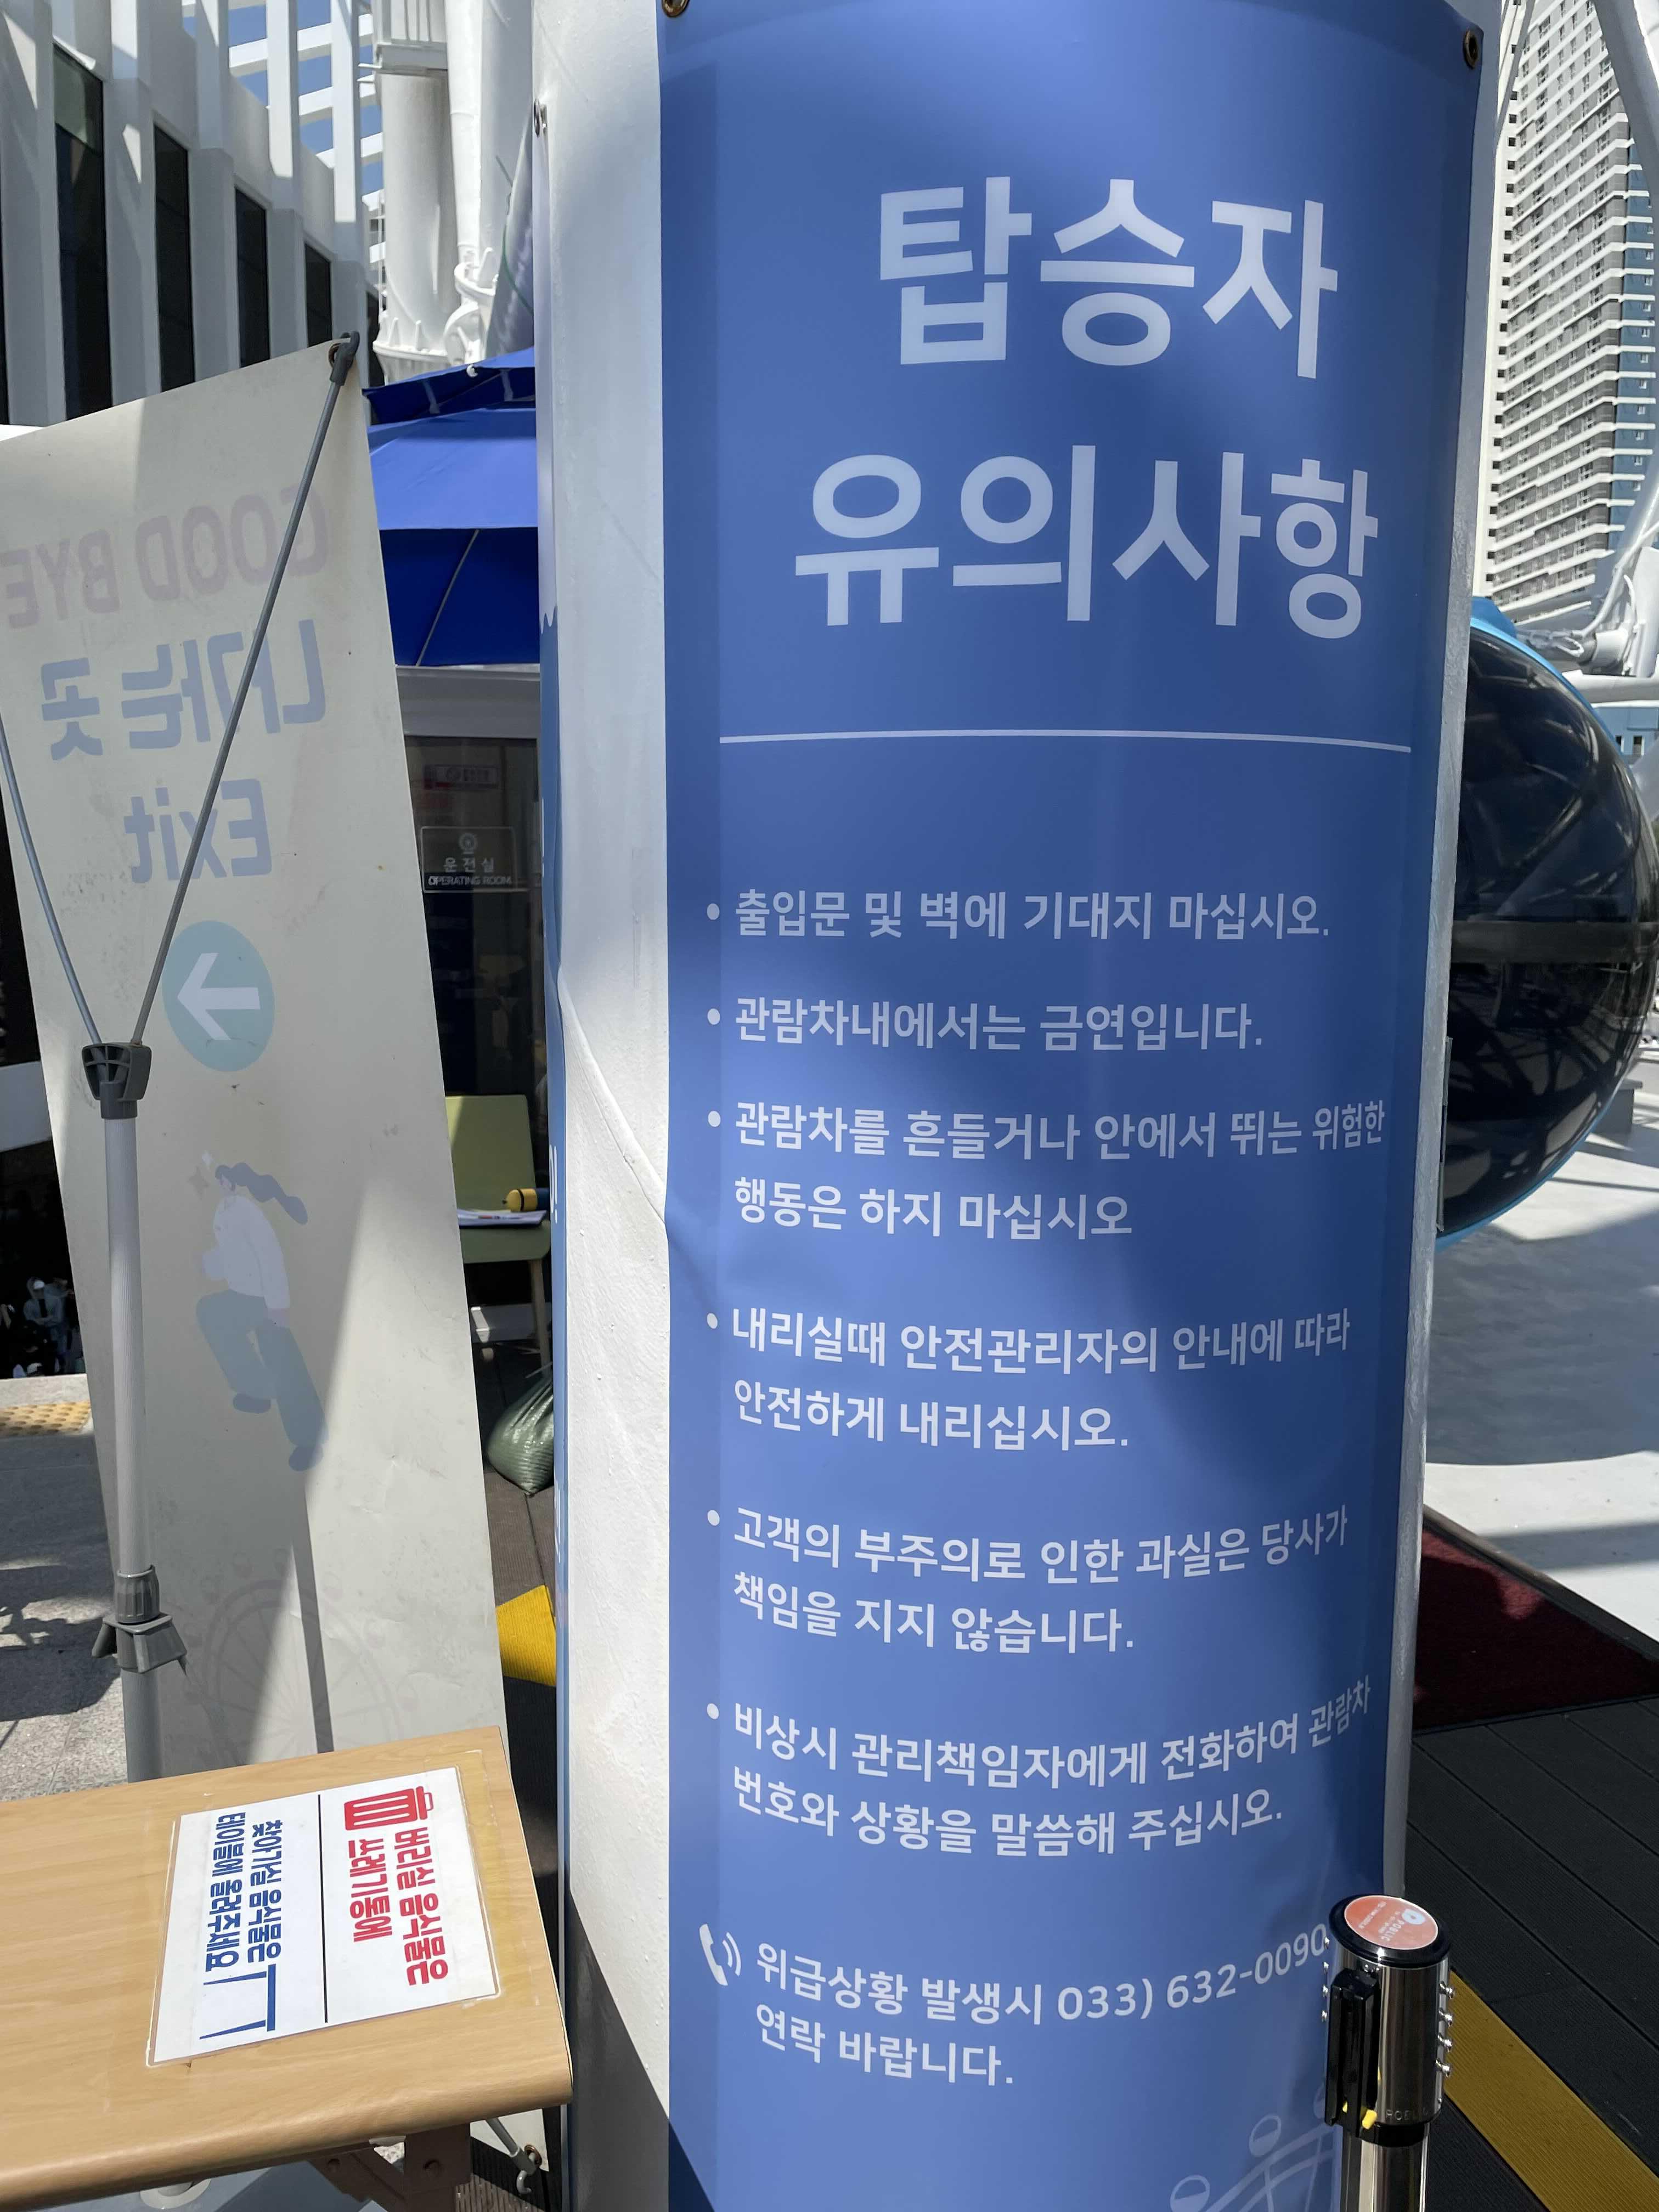 탑승자
유의사항
• 출입문 및 벽에 기대지 마십시오.
• 관람차내에서는 금연입니다.
• 관람차를 흔들거나 안에서 뛰는 위험한
행동은 하지 마십시오
• 내리실때 안전관리자의 안내에 따라
안전하게 내리십시오.
• 고객의 부주의로 인한 과실은 당사가
책임을 지지 않습니다.
• 비상시 관리책임자에게 전화하여 관람차
번호와 상황을 말씀해 주십시오.
위급상황 발생시 033) 632-0090
연락 바랍니다.
GOOD BYE
나가는 곳
Exit
운전실
OPERATING ROOM
버리실 음식물은
쓰레기통에
찾아가실 음식물은
테이블에 올려주세요